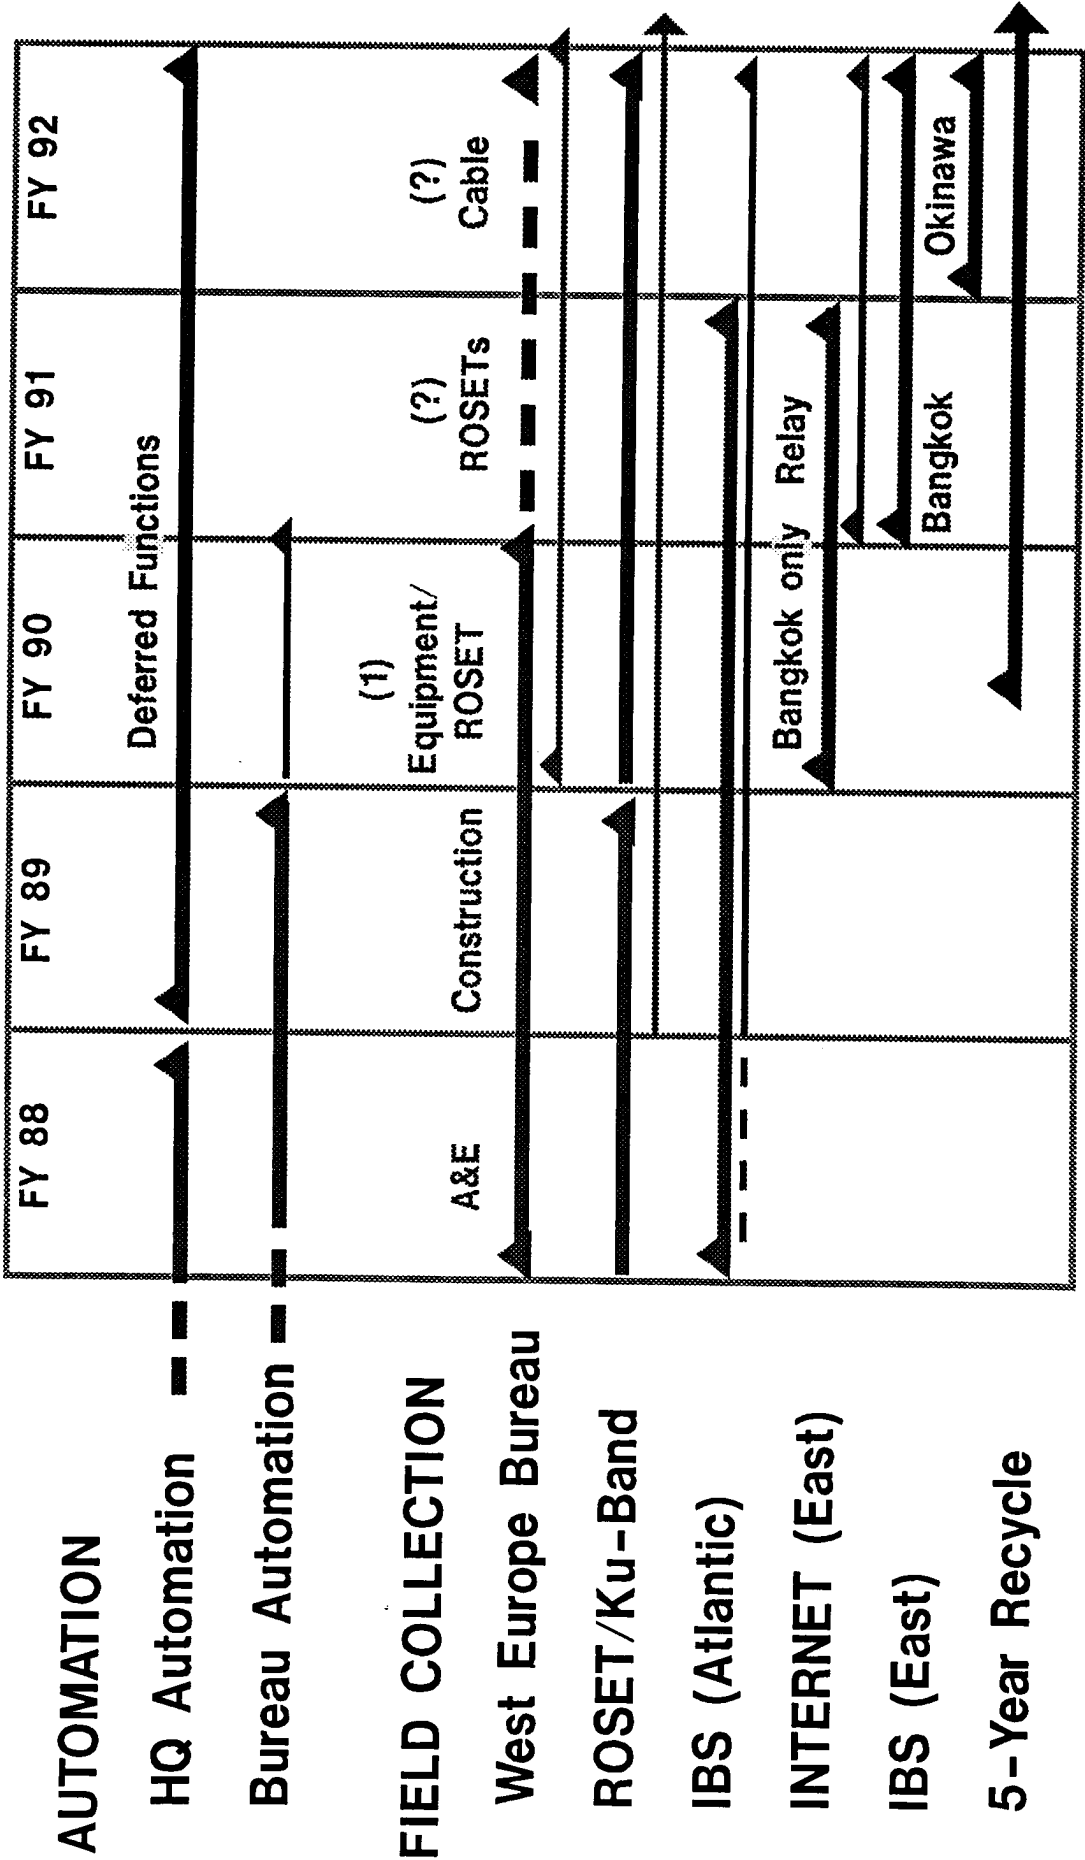 FY 88
FY 89
FY 90
FY 91
FY 92
AUTOMATION
HQ Automation
Deferred Functions
Bureau Automation
FIELD COLLECTION
West Europe Bureau
A&E
Construction
(1)
Equipment/
ROSET
(?)
ROSETs
(?)
Cable
ROSET/Ku-Band
IBS (Atlantic)
INTERNET (East)
Bangkok only Relay
IBS (East)
Bangkok
Okinawa
5-Year Recycle